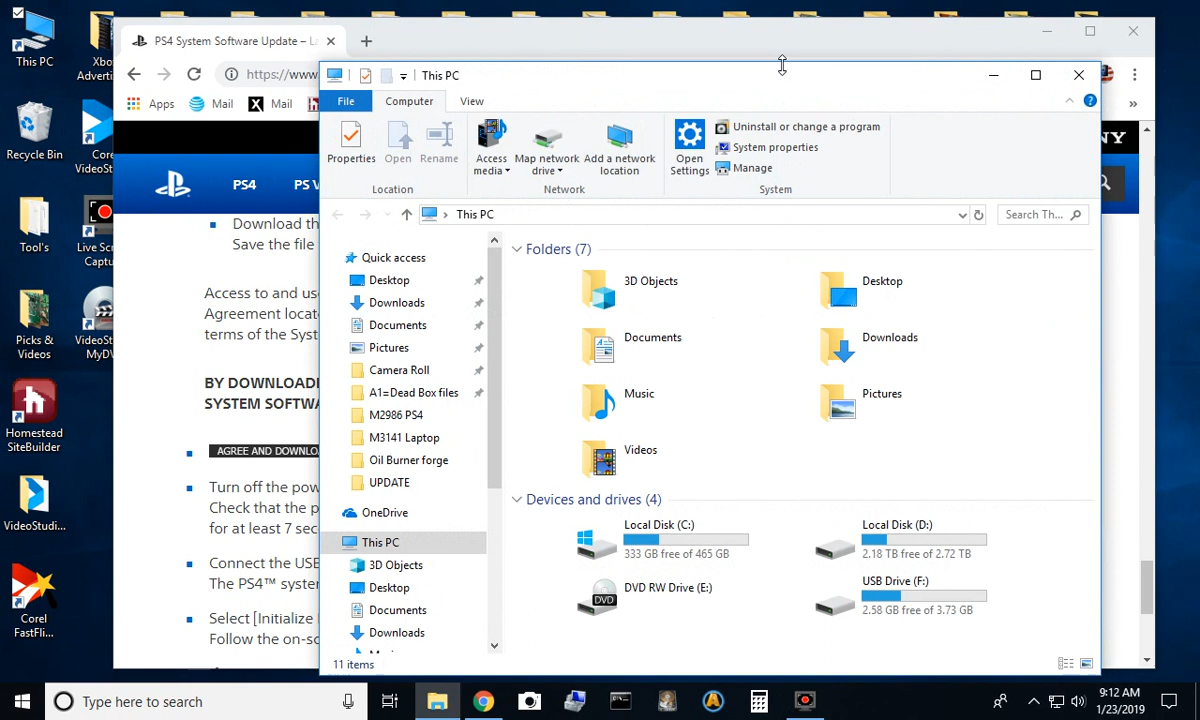 This PC
Xbo
Adverti
Recycle Bin
Core
VideoSt
Tool's
Live Scr
Captu
Picks &
Videos
VideoSt
MyDV
Homestead
SiteBuilder
VideoStudi...
Corel
FastFli...
PS4 System Software Update – La
https://www.
Apps
Mail
X
Mail
NY
PS4
PS V
Download th
Save the file
Access to and use
Agreement locate
terms of the Syst
BY DOWNLOADI
SYSTEM SOFTWA
AGREE AND DOWNLO
Turn off the pow
Check that the p
for at least 7 seco
Connect the USB
The PS4™ system
Select [Initialize
Follow the on-sc
This PC
File
Computer
View
Properties
Open
Rename
Location
Access
media
Map network
drive
Add a network
location
Network
Open
Settings
Uninstall or change a program
System properties
Manage
System
This PC
Search Th...
Quick access
Desktop
Downloads
Documents
Pictures
Camera Roll
A1=Dead Box files
M2986 PS4
M3141 Laptop
Oil Burner forge
UPDATE
OneDrive
This PC
3D Objects
Desktop
Documents
Downloads
Folders (7)
3D Objects
Desktop
Documents
Downloads
Music
Pictures
Videos
Devices and drives (4)
Local Disk (C:)
333 GB free of 465 GB
Local Disk (D:)
2.18 TB free of 2.72 TB
DVD
DVD RW Drive (E:)
USB Drive (F:)
2.58 GB free of 3.73 GB
11 items
Type here to search
9:12 AM
1/23/2019